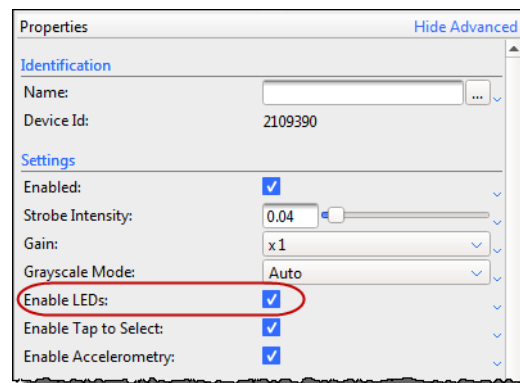 Properties Hide Advanced
Identification
Name: ...
Device Id: 2109390
Settings
Enabled:
Strobe Intensity: 0.04
Gain: x 1
Grayscale Mode: Auto
Enable LEDs:
Enable Tap to Select:
Enable Accelerometry: